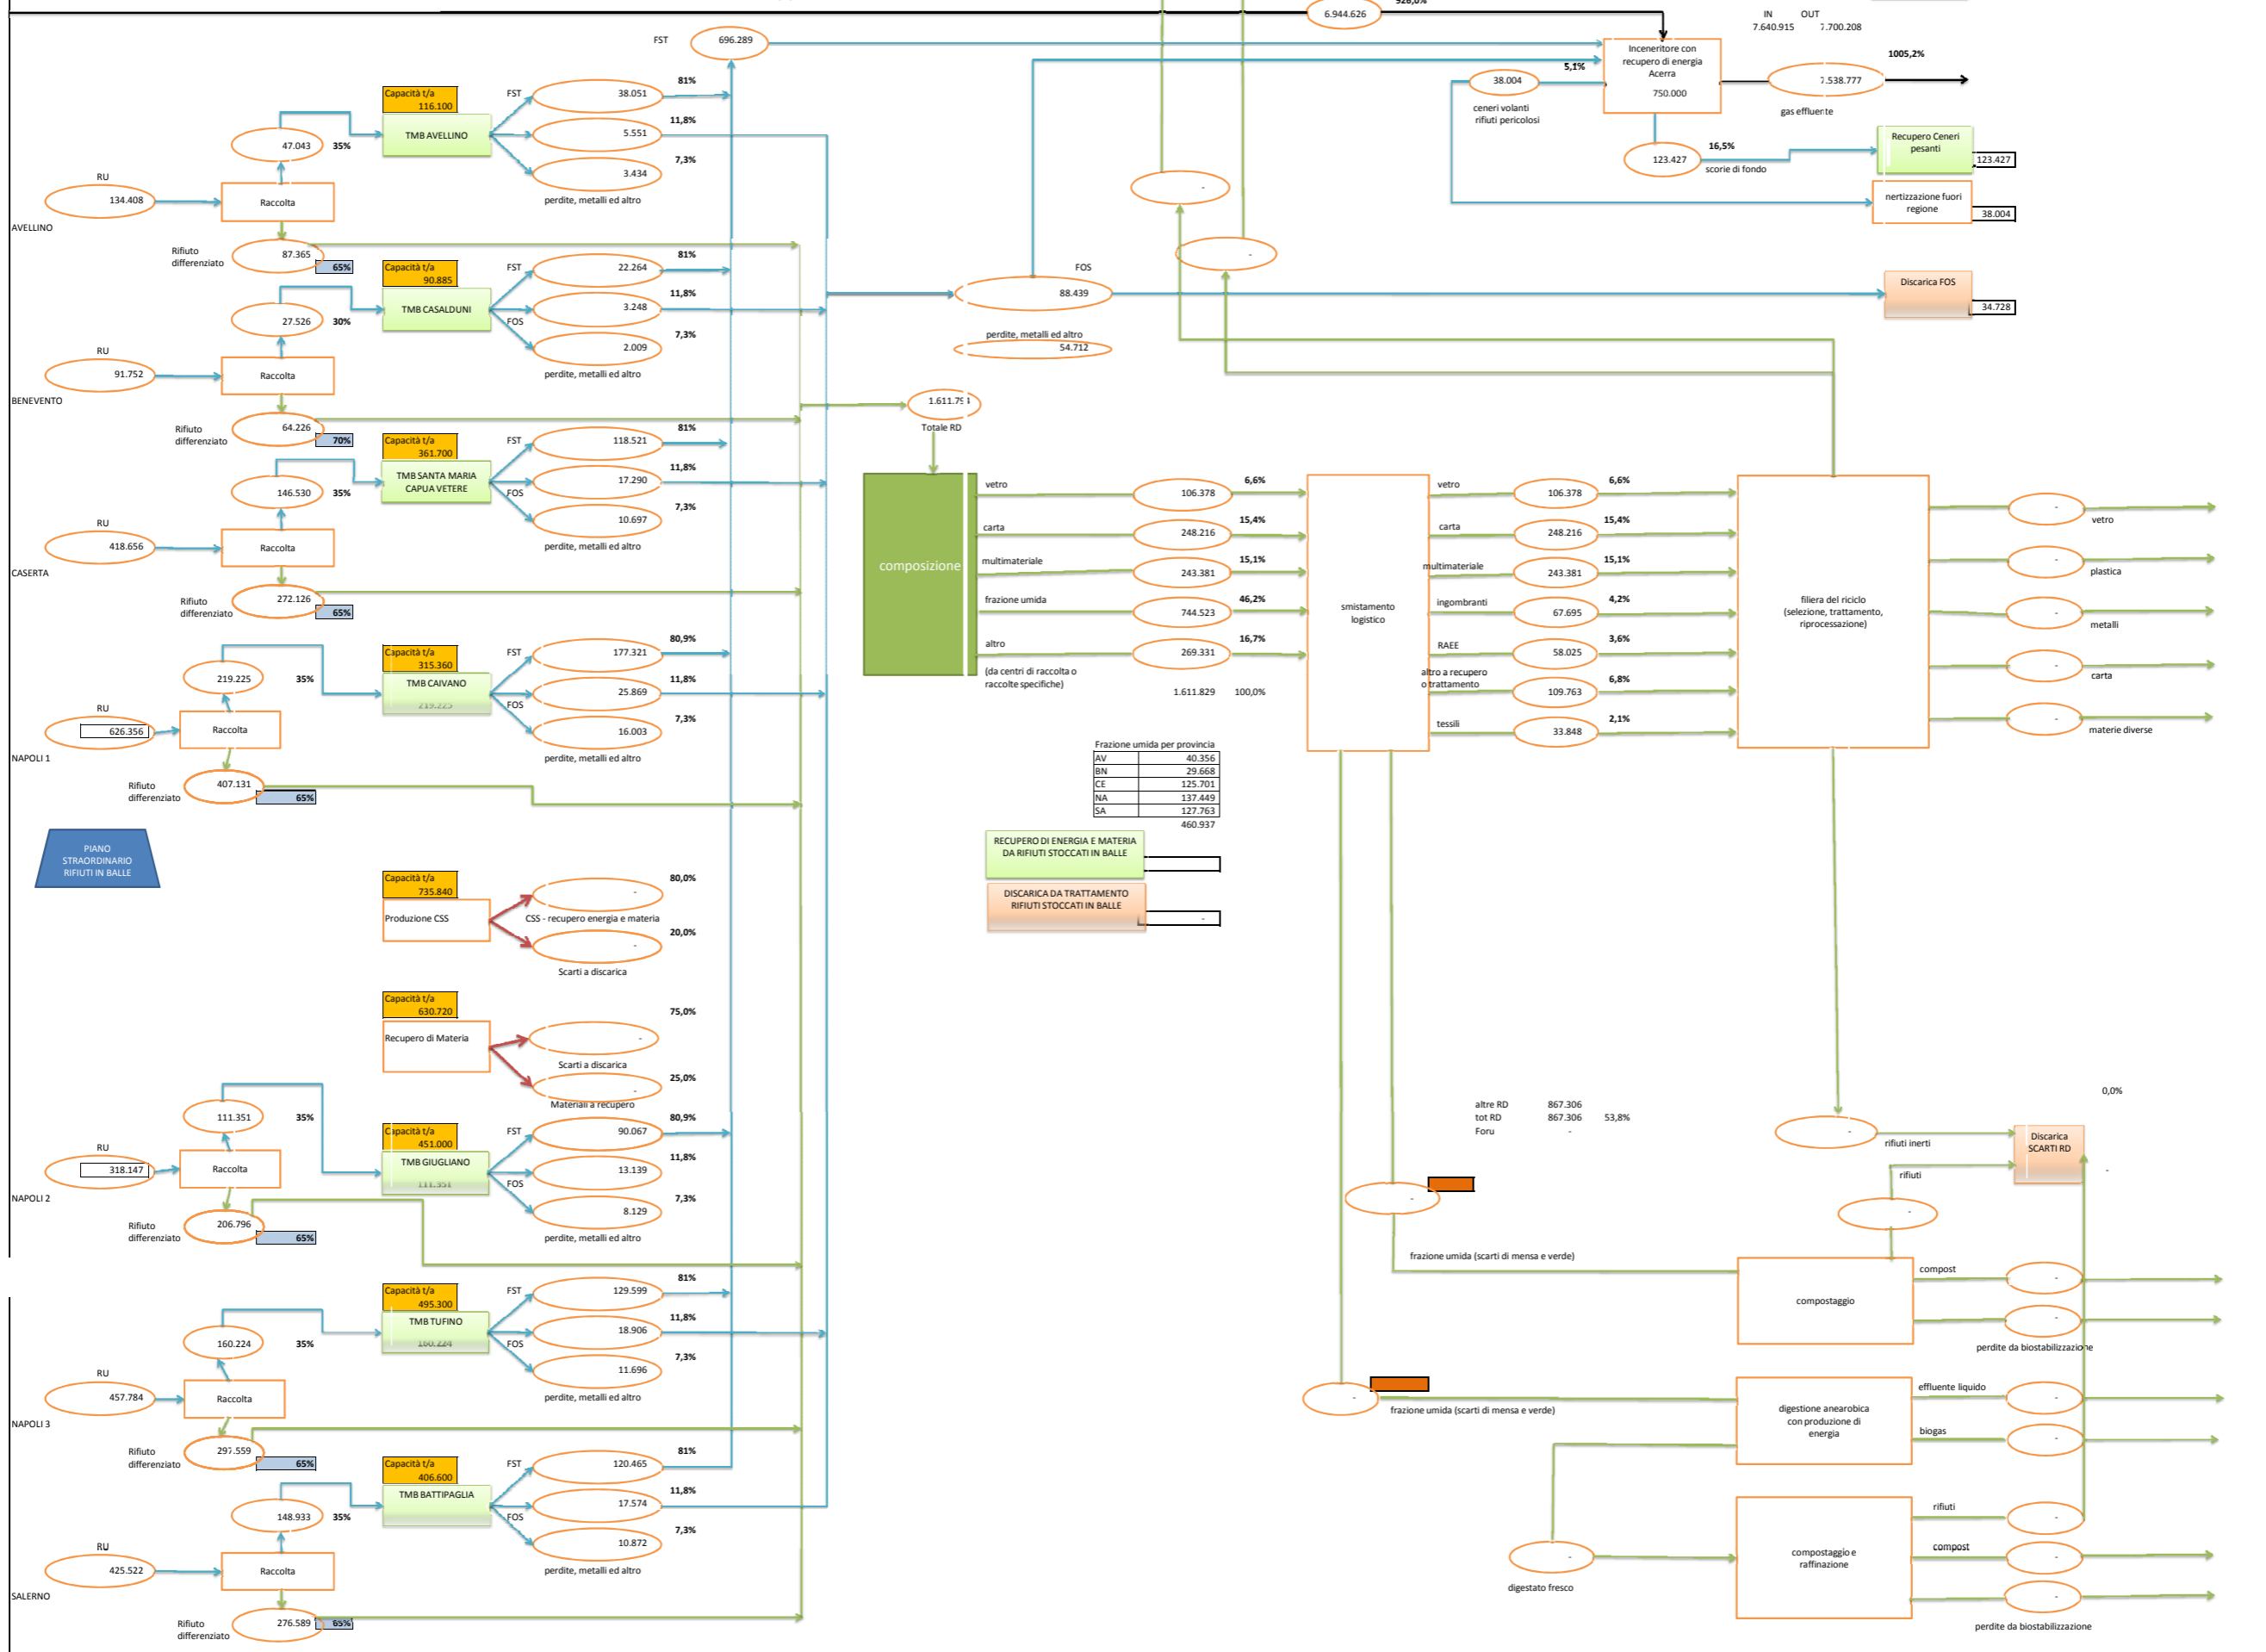 926,0%
6.944.626
IN OUT
7.640.915 7.700.208
FST
696.289
Inceneritore con
recupero di energia
Acerra
750.000
5,1%
38.004
ceneri volanti
rifiuti pericolosi
1005,2%
7.538.777
gas effluente
123.427
16,5%
scorie di fondo
Recupero Ceneri
pesanti
123.427
nertizzazione fuori
regione
38.004
Capacità t/a
116.100
TMB AVELLINO
FST
38.051
81%
5.551
11,8%
3.434
7,3%
perdite, metalli ed altro
47.043
35%
RU
134.408
Raccolta
AVELLINO
Rifiuto
differenziato
87.365
65%
-
-
Capacità t/a
90.885
TMB CASALDUNI
FST
22.264
81%
3.248
11,8%
FOS
2.009
7,3%
perdite, metalli ed altro
27.526
30%
RU
91.752
Raccolta
BENEVENTO
Rifiuto
differenziato
64.226
70%
FOS
88.439
perdite, metalli ed altro
54.712
Discarica FOS
34.728
1.611.794
Totale RD
Capacità t/a
361.700
TMB SANTA MARIA
CAPUA VETERE
FST
118.521
81%
17.290
11,8%
FOS
10.697
7,3%
perdite, metalli ed altro
146.530
35%
RU
418.656
Raccolta
CASERTA
Rifiuto
differenziato
272.126
65%
composizione
vetro
106.378
6,6%
carta
248.216
15,4%
multimateriale
243.381
15,1%
frazione umida
744.523
46,2%
altro
269.331
16,7%
(da centri di raccolta o
raccolte specifiche)
1.611.829 100,0%
smistamento
logistico
vetro
106.378
6,6%
carta
248.216
15,4%
multimateriale
243.381
15,1%
ingombranti
67.695
4,2%
RAEE
58.025
3,6%
altro a recupero
o trattamento
109.763
6,8%
tessili
33.848
2,1%
filiera del riciclo
(selezione, trattamento,
riprocessazione)
-
vetro
-
plastica
-
metalli
-
carta
-
materie diverse
Capacità t/a
315.360
TMB CAIVANO
219.225
FST
177.321
80,9%
25.869
11,8%
FOS
16.003
7,3%
perdite, metalli ed altro
219.225
35%
RU
626.356
Raccolta
NAPOLI 1
Rifiuto
differenziato
407.131
65%
Frazione umida per provincia
AV 40.356
BN 29.668
CE 125.701
NA 137.449
SA 127.763
460.937
RECUPERO DI ENERGIA E MATERIA
DA RIFIUTI STOCCATI IN BALLE
DISCARICA DA TRATTAMENTO
RIFIUTI STOCCATI IN BALLE
-
PIANO
STRAORDINARIO
RIFIUTI IN BALLE
Capacità t/a
735.840
Produzione CSS
-
80,0%
CSS - recupero energia e materia
-
20,0%
Scarti a discarica
Capacità t/a
630.720
Recupero di Materia
-
75,0%
Scarti a discarica
-
25,0%
Materiali a recupero
Capacità t/a
451.000
TMB GIUGLIANO
111.351
FST
90.067
80,9%
13.139
11,8%
FOS
8.129
7,3%
perdite, metalli ed altro
111.351
35%
RU
318.147
Raccolta
NAPOLI 2
Rifiuto
differenziato
206.796
65%
altre RD 867.306
tot RD 867.306 53,8%
Foru -
0,0%
-
rifiuti inerti
Discarica
SCARTI RD
-
rifiuti
-
-
frazione umida (scarti di mensa e verde)
compostaggio
compost
-
-
perdite da biostabilizzazione
Capacità t/a
495.300
TMB TUFINO
160.224
FST
129.599
81%
18.906
11,8%
FOS
11.696
7,3%
perdite, metalli ed altro
160.224
35%
RU
457.784
Raccolta
NAPOLI 3
Rifiuto
differenziato
297.559
65%
-
frazione umida (scarti di mensa e verde)
digestione anearobica
con produzione di
energia
effluente liquido
-
biogas
-
Capacità t/a
406.600
TMB BATTIPAGLIA
FST
120.465
81%
17.574
11,8%
FOS
10.872
7,3%
perdite, metalli ed altro
148.933
35%
RU
425.522
Raccolta
SALERNO
Rifiuto
differenziato
276.589
65%
-
digestato fresco
compostaggio e
raffinazione
rifiuti
-
compost
-
-
perdite da biostabilizzazione